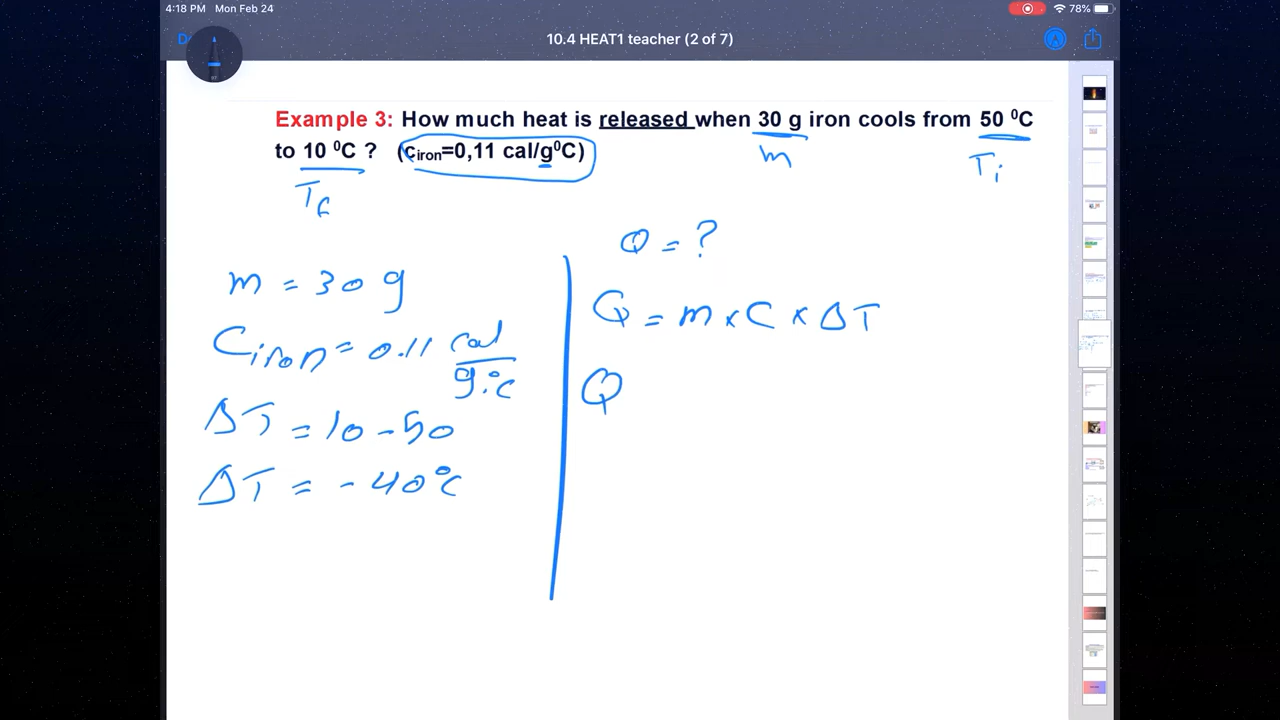 4:18 PM Mon Feb 24
78%
10.4 HEAT1 teacher (2 of 7)
Example 3: How much heat is released when 30 g iron cools from 50 ⁰C
to 10 ⁰C ? (ciron=0,11 cal/g⁰C)
m
Ti
Tf
Q = ?
m = 30 g
Q = m × C × ΔT
Ciron = 0.11 cal/g.°C
Q
ΔT = 10 - 50
ΔT = - 40°C